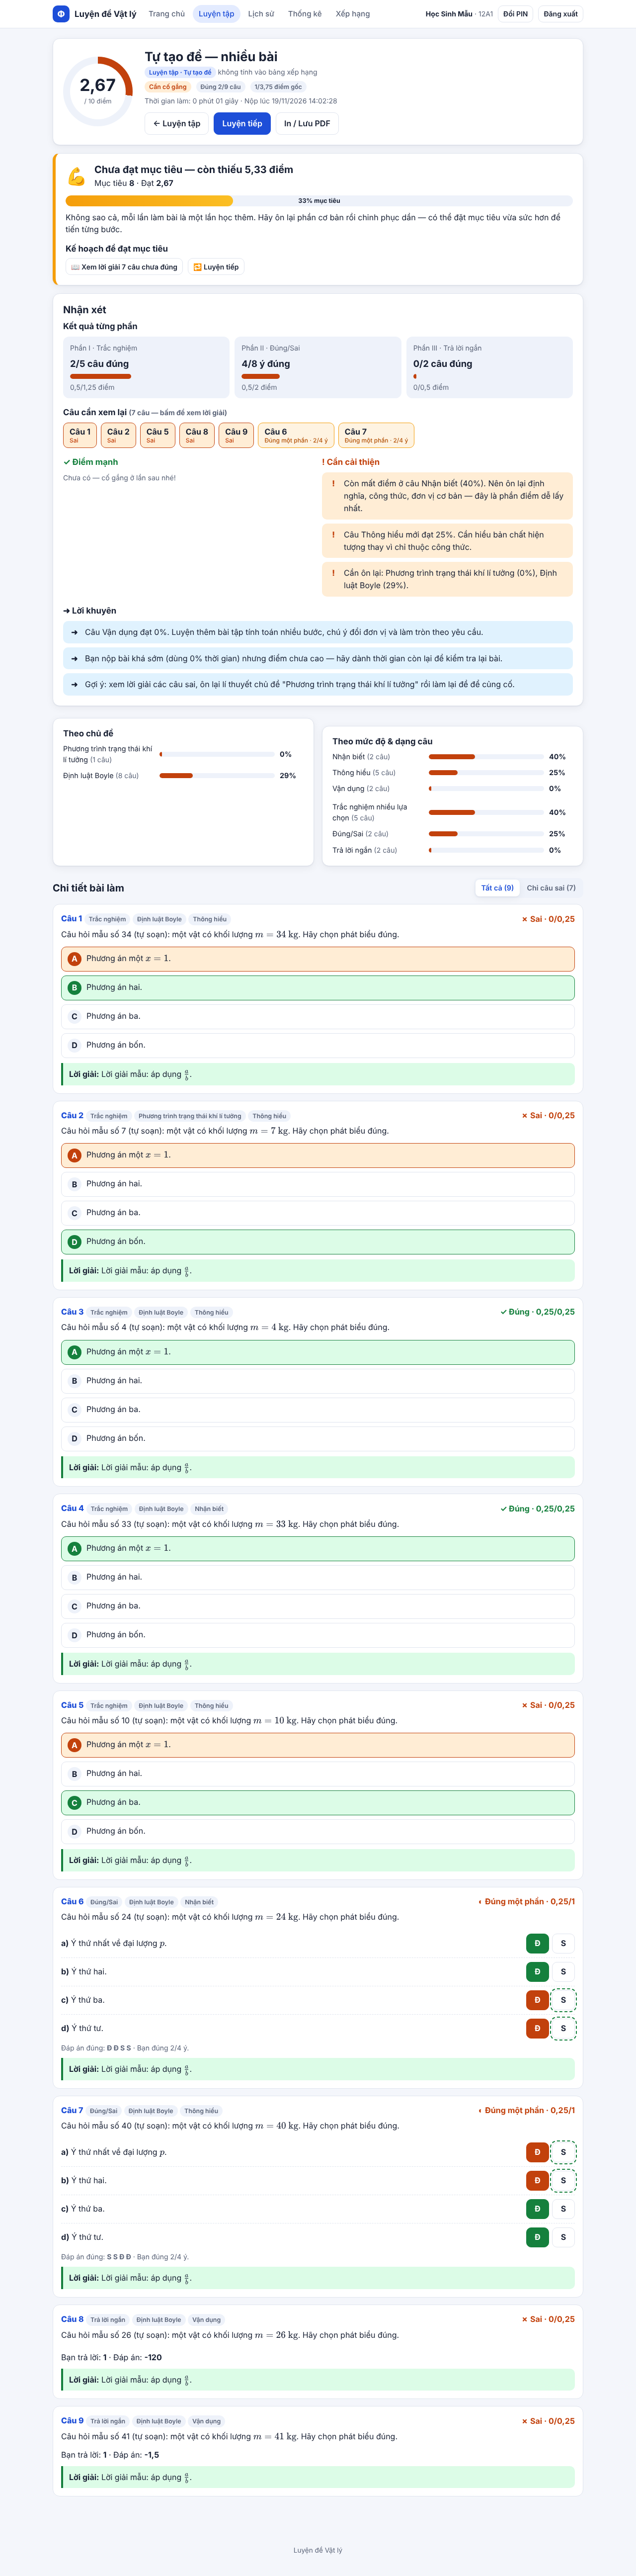 Φ Luyện đề Vật lý Trang chủ Luyện tập Lịch sử Thống kê Xếp hạng Học Sinh Mẫu · 12A1 Đổi PIN Đăng xuất
2,67
/ 10 điểm
Tự tạo đề — nhiều bài
Luyện tập · Tự tạo đề không tính vào bảng xếp hạng
Cần cố gắng Đúng 2/9 câu 1/3,75 điểm gốc
Thời gian làm: 0 phút 01 giây · Nộp lúc 19/11/2026 14:02:28
← Luyện tập Luyện tiếp In / Lưu PDF
Chưa đạt mục tiêu — còn thiếu 5,33 điểm
Mục tiêu 8 · Đạt 2,67
33% mục tiêu
Không sao cả, mỗi lần làm bài là một lần học thêm. Hãy ôn lại phần cơ bản rồi chinh phục dần — có thể đặt mục tiêu vừa sức hơn để
tiến từng bước.
Kế hoạch để đạt mục tiêu
📖 Xem lời giải 7 câu chưa đúng 🔁 Luyện tiếp
Nhận xét
Kết quả từng phần
Phần I · Trắc nghiệm
2/5 câu đúng
0,5/1,25 điểm
Phần II · Đúng/Sai
4/8 ý đúng
0,5/2 điểm
Phần III · Trả lời ngắn
0/2 câu đúng
0/0,5 điểm
Câu cần xem lại (7 câu — bấm để xem lời giải)
Câu 1
Sai
Câu 2
Sai
Câu 5
Sai
Câu 8
Sai
Câu 9
Sai
Câu 6
Đúng một phần · 2/4 ý
Câu 7
Đúng một phần · 2/4 ý
✓ Điểm mạnh
Chưa có — cố gắng ở lần sau nhé!
! Cần cải thiện
! Còn mất điểm ở câu Nhận biết (40%). Nên ôn lại định
nghĩa, công thức, đơn vị cơ bản — đây là phần điểm dễ lấy
nhất.
! Câu Thông hiểu mới đạt 25%. Cần hiểu bản chất hiện
tượng thay vì chỉ thuộc công thức.
! Cần ôn lại: Phương trình trạng thái khí lí tưởng (0%), Định
luật Boyle (29%).
➜ Lời khuyên
➜ Câu Vận dụng đạt 0%. Luyện thêm bài tập tính toán nhiều bước, chú ý đổi đơn vị và làm tròn theo yêu cầu.
➜ Bạn nộp bài khá sớm (dùng 0% thời gian) nhưng điểm chưa cao — hãy dành thời gian còn lại để kiểm tra lại bài.
➜ Gợi ý: xem lời giải các câu sai, ôn lại lí thuyết chủ đề "Phương trình trạng thái khí lí tưởng" rồi làm lại đề để củng cố.
Theo chủ đề
Phương trình trạng thái khí
lí tưởng (1 câu) 0%
Định luật Boyle (8 câu) 29%
Theo mức độ & dạng câu
Nhận biết (2 câu) 40%
Thông hiểu (5 câu) 25%
Vận dụng (2 câu) 0%
Trắc nghiệm nhiều lựa
chọn (5 câu) 40%
Đúng/Sai (2 câu) 25%
Trả lời ngắn (2 câu) 0%
Chi tiết bài làm Tất cả (9) Chỉ câu sai (7)
Câu 1 Trắc nghiệm Định luật Boyle Thông hiểu × Sai · 0/0,25
Câu hỏi mẫu số 34 (tự soạn): một vật có khối lượng m = 34 kg. Hãy chọn phát biểu đúng.
A Phương án một x = 1.
B Phương án hai.
C Phương án ba.
D Phương án bốn.
Lời giải: Lời giải mẫu: áp dụng a/b.
Câu 2 Trắc nghiệm Phương trình trạng thái khí lí tưởng Thông hiểu × Sai · 0/0,25
Câu hỏi mẫu số 7 (tự soạn): một vật có khối lượng m = 7 kg. Hãy chọn phát biểu đúng.
A Phương án một x = 1.
B Phương án hai.
C Phương án ba.
D Phương án bốn.
Lời giải: Lời giải mẫu: áp dụng a/b.
Câu 3 Trắc nghiệm Định luật Boyle Thông hiểu ✓ Đúng · 0,25/0,25
Câu hỏi mẫu số 4 (tự soạn): một vật có khối lượng m = 4 kg. Hãy chọn phát biểu đúng.
A Phương án một x = 1.
B Phương án hai.
C Phương án ba.
D Phương án bốn.
Lời giải: Lời giải mẫu: áp dụng a/b.
Câu 4 Trắc nghiệm Định luật Boyle Nhận biết ✓ Đúng · 0,25/0,25
Câu hỏi mẫu số 33 (tự soạn): một vật có khối lượng m = 33 kg. Hãy chọn phát biểu đúng.
A Phương án một x = 1.
B Phương án hai.
C Phương án ba.
D Phương án bốn.
Lời giải: Lời giải mẫu: áp dụng a/b.
Câu 5 Trắc nghiệm Định luật Boyle Thông hiểu × Sai · 0/0,25
Câu hỏi mẫu số 10 (tự soạn): một vật có khối lượng m = 10 kg. Hãy chọn phát biểu đúng.
A Phương án một x = 1.
B Phương án hai.
C Phương án ba.
D Phương án bốn.
Lời giải: Lời giải mẫu: áp dụng a/b.
Câu 6 Đúng/Sai Định luật Boyle Nhận biết Đúng một phần · 0,25/1
Câu hỏi mẫu số 24 (tự soạn): một vật có khối lượng m = 24 kg. Hãy chọn phát biểu đúng.
a) Ý thứ nhất về đại lượng p. Đ S
b) Ý thứ hai. Đ S
c) Ý thứ ba. Đ S
d) Ý thứ tư. Đ S
Đáp án đúng: Đ Đ S S · Bạn đúng 2/4 ý.
Lời giải: Lời giải mẫu: áp dụng a/b.
Câu 7 Đúng/Sai Định luật Boyle Thông hiểu Đúng một phần · 0,25/1
Câu hỏi mẫu số 40 (tự soạn): một vật có khối lượng m = 40 kg. Hãy chọn phát biểu đúng.
a) Ý thứ nhất về đại lượng p. Đ S
b) Ý thứ hai. Đ S
c) Ý thứ ba. Đ S
d) Ý thứ tư. Đ S
Đáp án đúng: S S Đ Đ · Bạn đúng 2/4 ý.
Lời giải: Lời giải mẫu: áp dụng a/b.
Câu 8 Trả lời ngắn Định luật Boyle Vận dụng × Sai · 0/0,25
Câu hỏi mẫu số 26 (tự soạn): một vật có khối lượng m = 26 kg. Hãy chọn phát biểu đúng.
Bạn trả lời: 1 · Đáp án: -120
Lời giải: Lời giải mẫu: áp dụng a/b.
Câu 9 Trả lời ngắn Định luật Boyle Vận dụng × Sai · 0/0,25
Câu hỏi mẫu số 41 (tự soạn): một vật có khối lượng m = 41 kg. Hãy chọn phát biểu đúng.
Bạn trả lời: 1 · Đáp án: -1,5
Lời giải: Lời giải mẫu: áp dụng a/b.
Luyện đề Vật lý